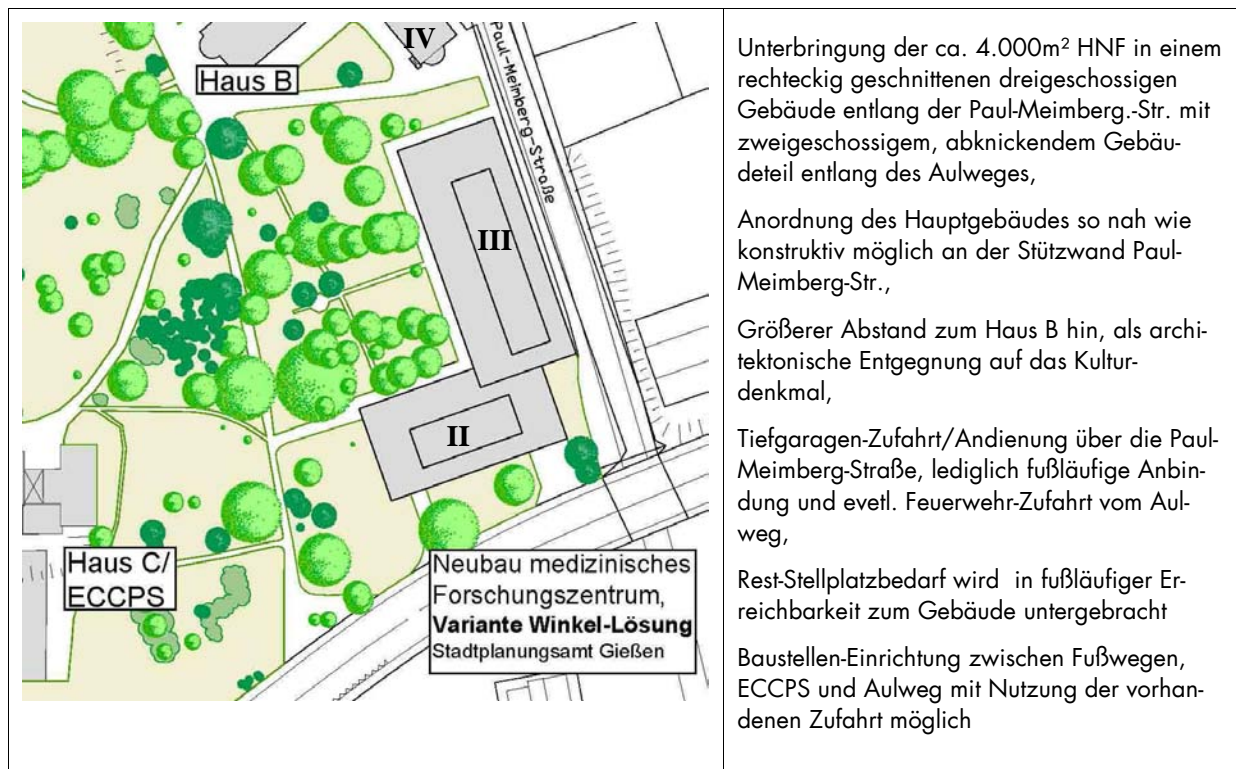 IV
Paul-Meimberg-Straße
Haus B
III
II
Haus C/
ECCPS
Neubau medizinisches
Forschungszentrum,
Variante Winkel-Lösung
Stadtplanungsamt Gießen
Unterbringung der ca. 4.000m² HNF in einem
rechteckig geschnittenen dreigeschossigen
Gebäude entlang der Paul-Meimberg.-Str. mit
zweigeschossigem, abknickendem Gebäu-
deteil entlang des Aulweges,
Anordnung des Hauptgebäudes so nah wie
konstruktiv möglich an der Stützwand Paul-
Meimberg-Str.,
Größerer Abstand zum Haus B hin, als archi-
tektonische Entgegnung auf das Kultur-
denkmal,
Tiefgaragen-Zufahrt/Andienung über die Paul-
Meimberg-Straße, lediglich fußläufige Anbin-
dung und evetl. Feuerwehr-Zufahrt vom Aul-
weg,
Rest-Stellplatzbedarf wird in fußläufiger Er-
reichbarkeit zum Gebäude untergebracht
Baustellen-Einrichtung zwischen Fußwegen,
ECCPS und Aulweg mit Nutzung der vorhan-
denen Zufahrt möglich